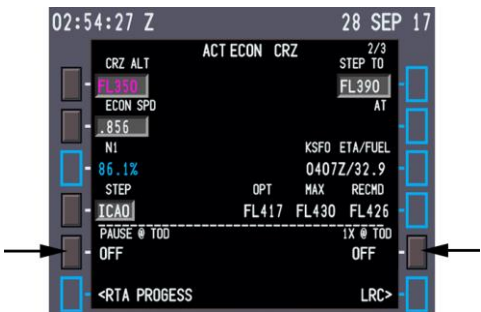 02:54:27 Z 28 SEP 17
ACT ECON CRZ 2/3
CRZ ALT STEP TO
FL350 FL390
ECON SPD AT
.856
N1 KSFO ETA/FUEL
86.1% 0407Z/32.9
STEP OPT MAX RECMD
ICAO FL417 FL430 FL426
PAUSE @ TOD 1X @ TOD
OFF OFF
<RTA PROGESS LRC>